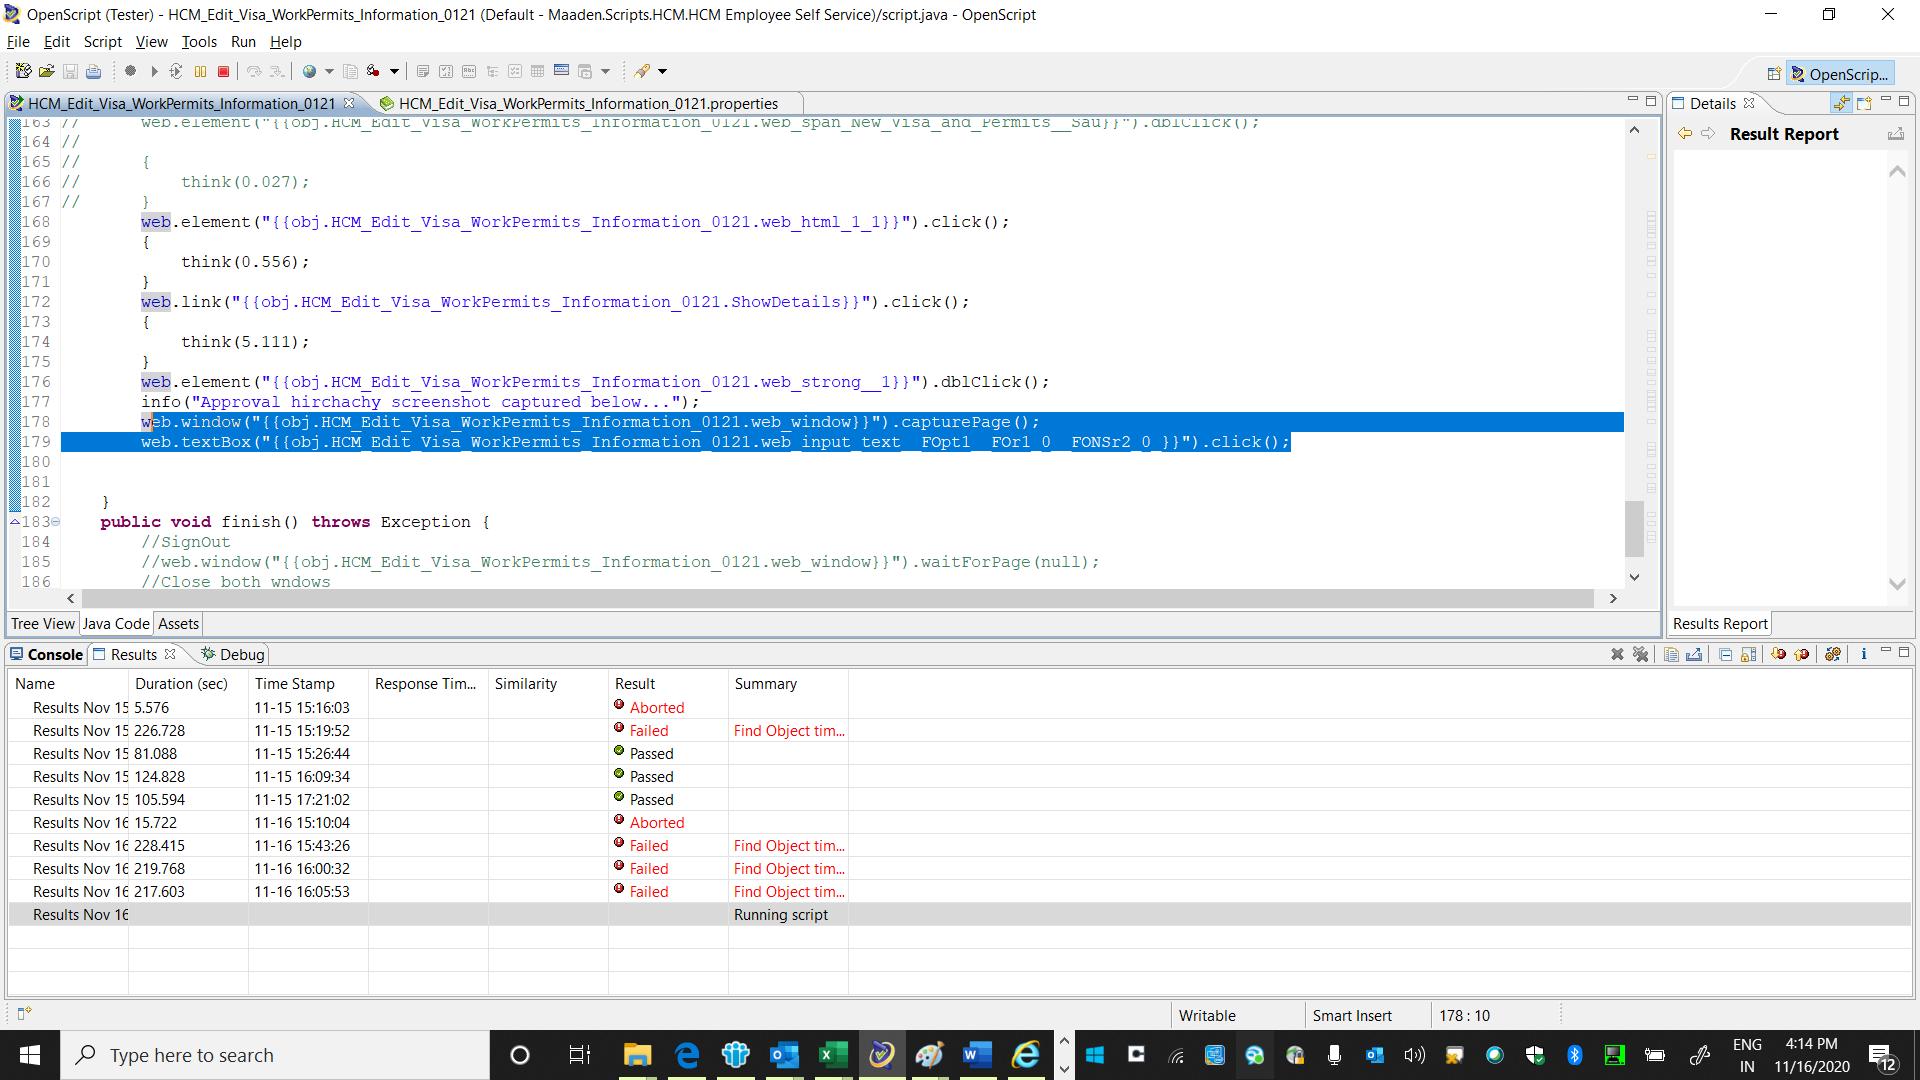 OpenScript (Tester) - HCM_Edit_Visa_WorkPermits_Information_0121 (Default - Maaden.Scripts.HCM.HCM Employee Self Service)/script.java - OpenScript
File Edit Script View Tools Run Help
OpenScrip...
HCM_Edit_Visa_WorkPermits_Information_0121
HCM_Edit_Visa_WorkPermits_Information_0121.properties
163 // web.element("{{obj.HCM_Edit_Visa_WorkPermits_Information_0121.web_span_New_Visa_and_Permits__Sau}}").dblClick();
164 //
165 // {
166 // think(0.027);
167 // }
168 web.element("{{obj.HCM_Edit_Visa_WorkPermits_Information_0121.web_html_1_1}}").click();
169 {
170 think(0.556);
171 }
172 web.link("{{obj.HCM_Edit_Visa_WorkPermits_Information_0121.ShowDetails}}").click();
173 {
174 think(5.111);
175 }
176 web.element("{{obj.HCM_Edit_Visa_WorkPermits_Information_0121.web_strong__1}}").dblClick();
177 info("Approval hirchachy screenshot captured below...");
178 web.window("{{obj.HCM_Edit_Visa_WorkPermits_Information_0121.web_window}}").capturePage();
179 web.textBox("{{obj.HCM_Edit_Visa_WorkPermits_Information_0121.web_input_text__FOpt1__FOr1_0__FONSr2_0_}}").click();
180
181
182 }
183 public void finish() throws Exception {
184 //SignOut
185 //web.window("{{obj.HCM_Edit_Visa_WorkPermits_Information_0121.web_window}}").waitForPage(null);
186 //Close both wndows
Tree View Java Code Assets
Details
Result Report
Results Report
Console Results Debug
Name Duration (sec) Time Stamp Response Tim... Similarity Result Summary
Results Nov 15 5.576 11-15 15:16:03 Aborted
Results Nov 15 226.728 11-15 15:19:52 Failed Find Object tim...
Results Nov 15 81.088 11-15 15:26:44 Passed
Results Nov 15 124.828 11-15 16:09:34 Passed
Results Nov 15 105.594 11-15 17:21:02 Passed
Results Nov 16 15.722 11-16 15:10:04 Aborted
Results Nov 16 228.415 11-16 15:43:26 Failed Find Object tim...
Results Nov 16 219.768 11-16 16:00:32 Failed Find Object tim...
Results Nov 16 217.603 11-16 16:05:53 Failed Find Object tim...
Results Nov 16 Running script
Writable Smart Insert 178 : 10
Type here to search
ENG
IN
4:14 PM
11/16/2020
12